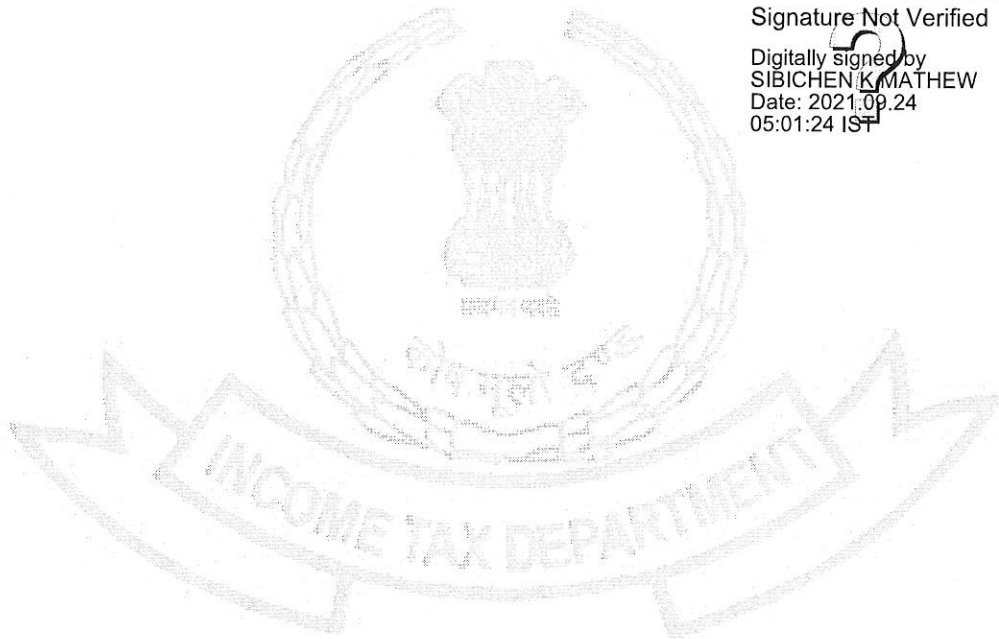 Signature Not Verified
Digitally signed by
SIBICHEN K MATHEW
Date: 2021.09.24
05:01:24 IST
INCOME TAX DEPARTMENT